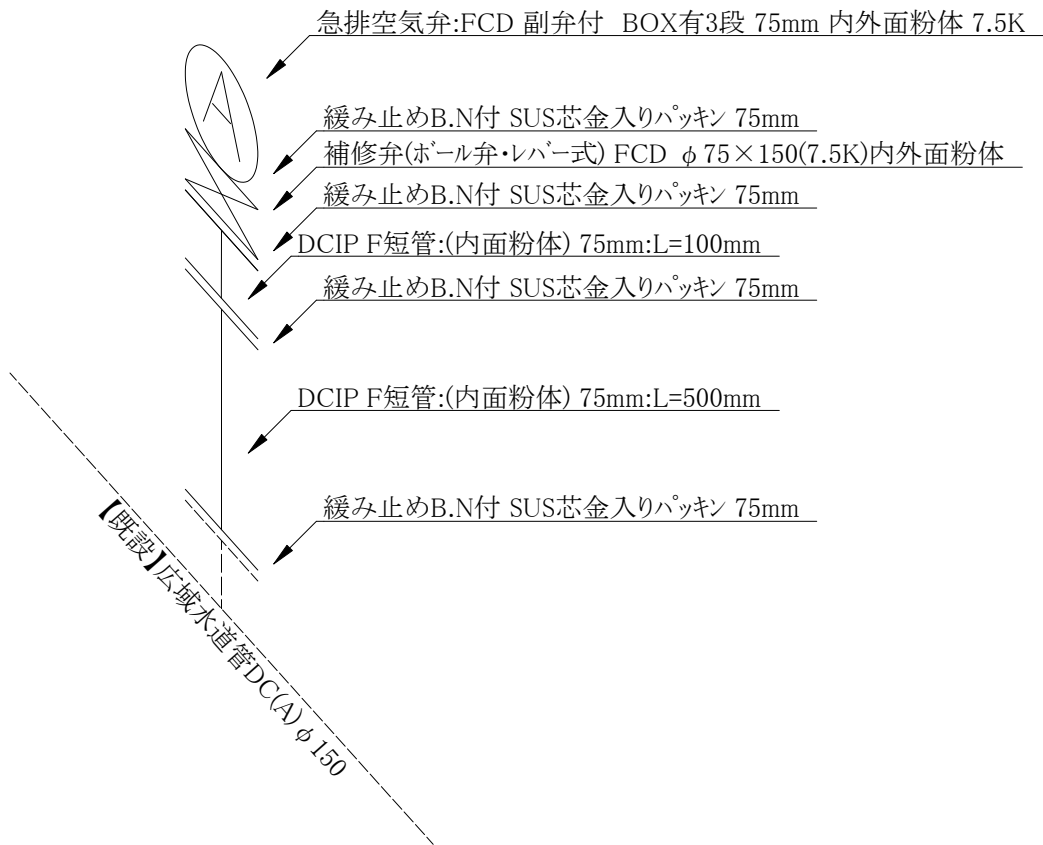 急排空気弁:FCD 副弁付 BOX有3段 75mm 内外面粉体 7.5K
A
緩み止めB.N付 SUS芯金入りパッキン 75mm
補修弁(ボール弁・レバー式) FCD φ75×150(7.5K)内外面粉体
緩み止めB.N付 SUS芯金入りパッキン 75mm
DCIP F短管:(内面粉体) 75mm:L=100mm
緩み止めB.N付 SUS芯金入りパッキン 75mm
DCIP F短管:(内面粉体) 75mm:L=500mm
緩み止めB.N付 SUS芯金入りパッキン 75mm
【既設】広域水道管DC(A)φ150